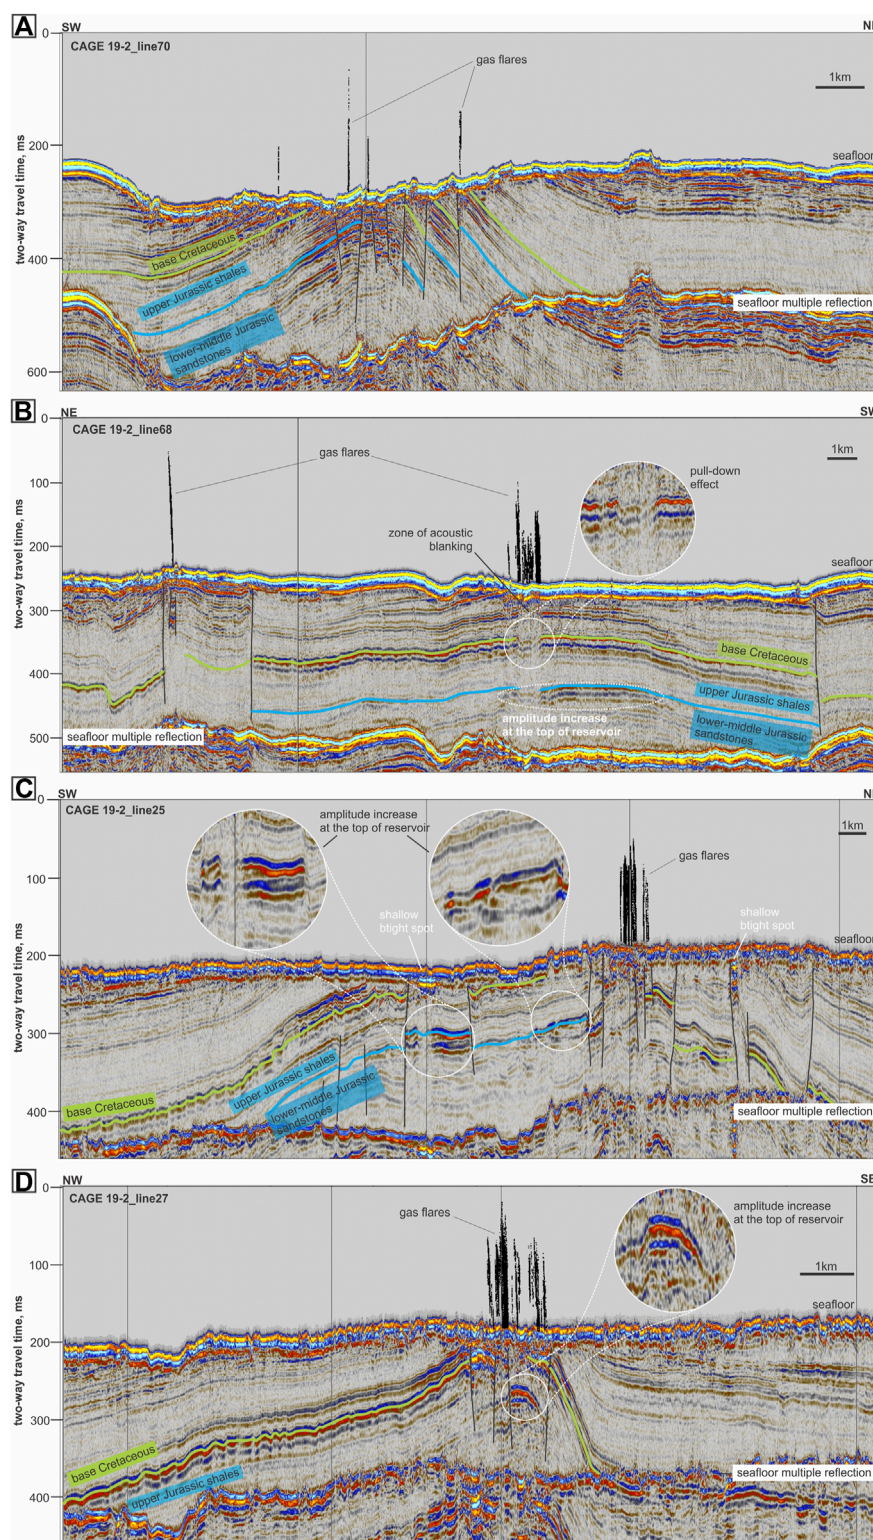 A
SW
NE
CAGE 19-2_line70
0
gas flares
1km
200
seafloor
two-way travel time, ms
base Cretaceous
upper Jurassic shales
400
seafloor multiple reflection
lower-middle Jurassic
sandstones
600
B
NE
SW
0
CAGE 19-2_line68
gas flares
1km
pull-down
effect
100
zone of acoustic
blanking
200
seafloor
two-way travel time, ms
300
base Cretaceous
400
upper Jurassic shales
amplitude increase
at the top of reservoir
lower-middle Jurassic
sandstones
500
seafloor multiple reflection
C
SW
0
CAGE 19-2_line25
amplitude increase
at the top of reservoir
1km
gas flares
100
shallow
btight spot
shallow
btight spot
seafloor
200
two-way travel time, ms
300
upper Jurassic shales
base Cretaceous
lower-middle Jurassic
sandstones
400
seafloor multiple reflection
D
NW
0
CAGE 19-2_line27
gas flares
amplitude increase
at the top of reservoir
100
1km
seafloor
200
two-way travel time, ms
300
base Cretaceous
upper Jurassic shales
seafloor multiple reflection
400